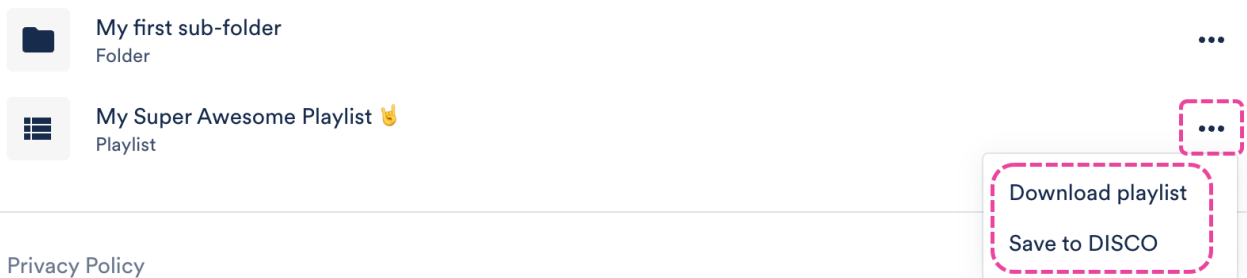 My first sub-folder
Folder
My Super Awesome Playlist 🤘
Playlist
Download playlist
Save to DISCO
Privacy Policy